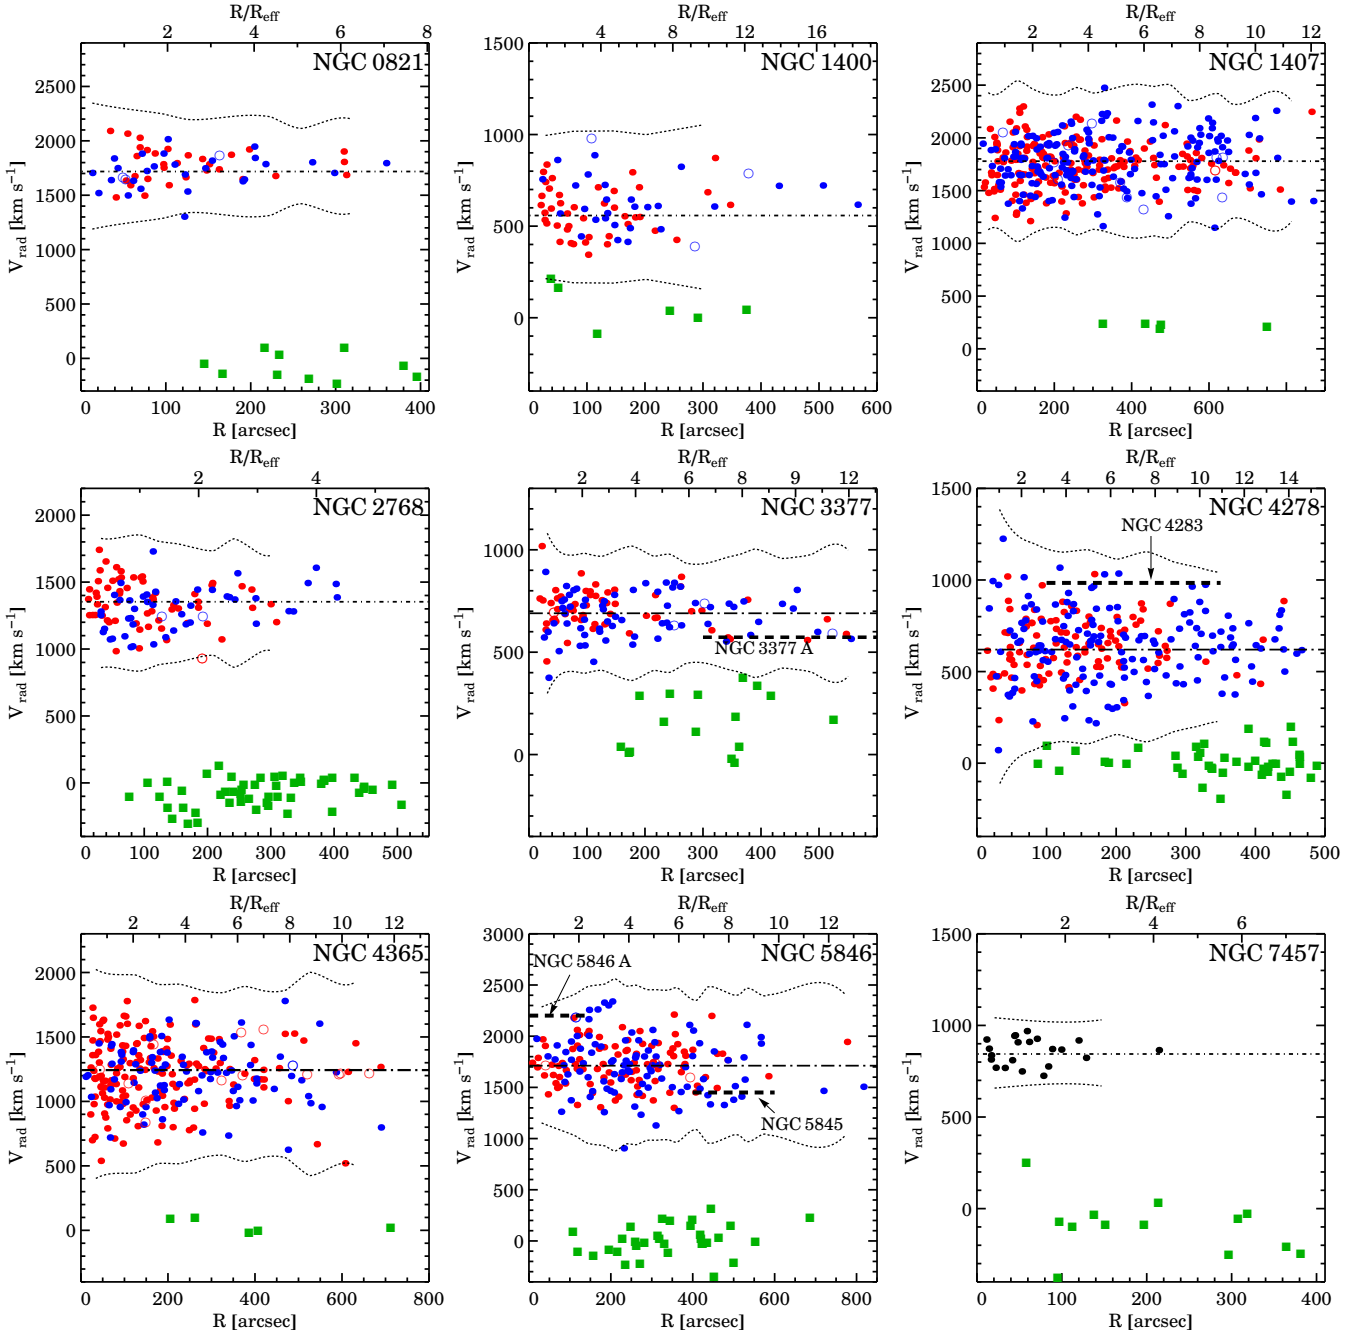 R/R_eff
R/R_eff
R/R_eff
2 4 6 8
4 8 12 16
2 4 6 8 10 12
NGC 0821
NGC 1400
NGC 1407
V_rad [km s⁻¹]
2500
2000
1500
1000
500
0
1500
1000
500
0
2500
2000
1500
1000
500
0
0 100 200 300 400
0 100 200 300 400 500 600
0 200 400 600
R [arcsec]
R [arcsec]
R [arcsec]
R/R_eff
R/R_eff
R/R_eff
2 4
2 4 6 8 10 12
2 4 6 8 10 12 14
NGC 2768
NGC 3377
NGC 4278
NGC 4283
NGC 3377 A
V_rad [km s⁻¹]
2000
1500
1000
500
0
1000
500
0
1500
1000
500
0
0 100 200 300 400 500
0 100 200 300 400 500
0 100 200 300 400 500
R [arcsec]
R [arcsec]
R [arcsec]
R/R_eff
R/R_eff
R/R_eff
2 4 6 8 10 12
2 4 6 8 10 12
2 4 6
NGC 4365
NGC 5846
NGC 7457
NGC 5846 A
NGC 5845
V_rad [km s⁻¹]
2000
1500
1000
500
0
3000
2500
2000
1500
1000
500
0
1500
1000
500
0
0 200 400 600 800
0 200 400 600 800
0 100 200 300 400
R [arcsec]
R [arcsec]
R [arcsec]